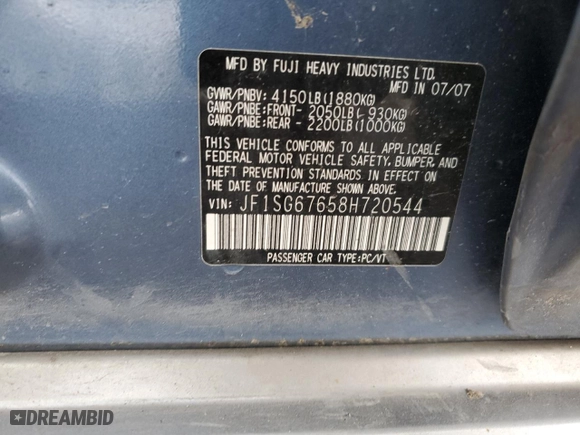 MFD BY FUJI HEAVY INDUSTRIES LTD.
MFD IN 07/07
GVWR/PNBV: 4150LB(1880KG)
GAWR/PNBE:FRONT- 2050LB(- 930KG)
GAWR/PNBE:REAR - 2200LB(1000KG)
THIS VEHICLE CONFORMS TO ALL APPLICABLE
FEDERAL MOTOR VEHICLE SAFETY, BUMPER, AND
THEFT PREVENTION STANDARDS IN EFFECT ON
THE DATE OF MANUFACTURE SHOWN ABOVE.
VIN: JF1SG67658H720544
PASSENGER CAR TYPE:PC/VT
DREAMBID